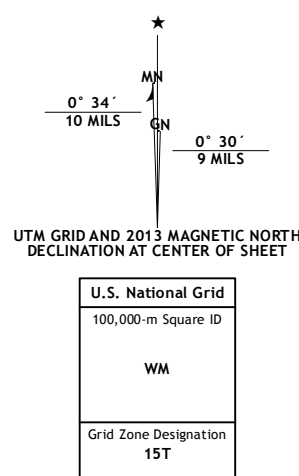 ★
MN
0° 34´
10 MILS
GN
0° 30´
9 MILS
UTM GRID AND 2013 MAGNETIC NORTH
DECLINATION AT CENTER OF SHEET
U.S. National Grid
100,000-m Square ID
WM
Grid Zone Designation
15T